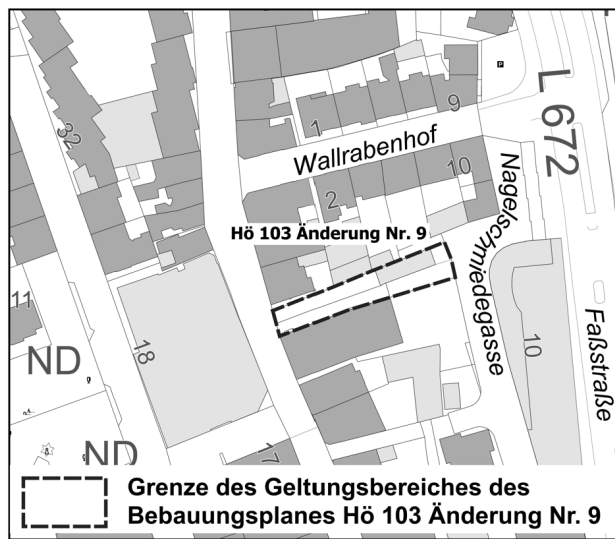 L 672
P
32
1
9
Wallrabenhof
10
2
Nagelschmiedegasse
Hö 103 Änderung Nr. 9
11
18
10
Faßstraße
ND
ND
17
Grenze des Geltungsbereiches des
Bebauungsplanes Hö 103 Änderung Nr. 9